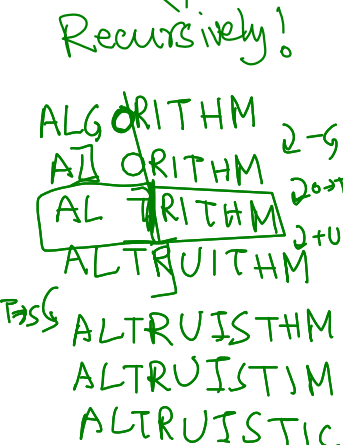 Recursively!
ALGORITHM
AL ORITHM
-G
AL TRITHM
O→T
ALTRUITHM
+U
T→S
ALTRUISTHM
ALTRUISTIM
ALTRUISTIC